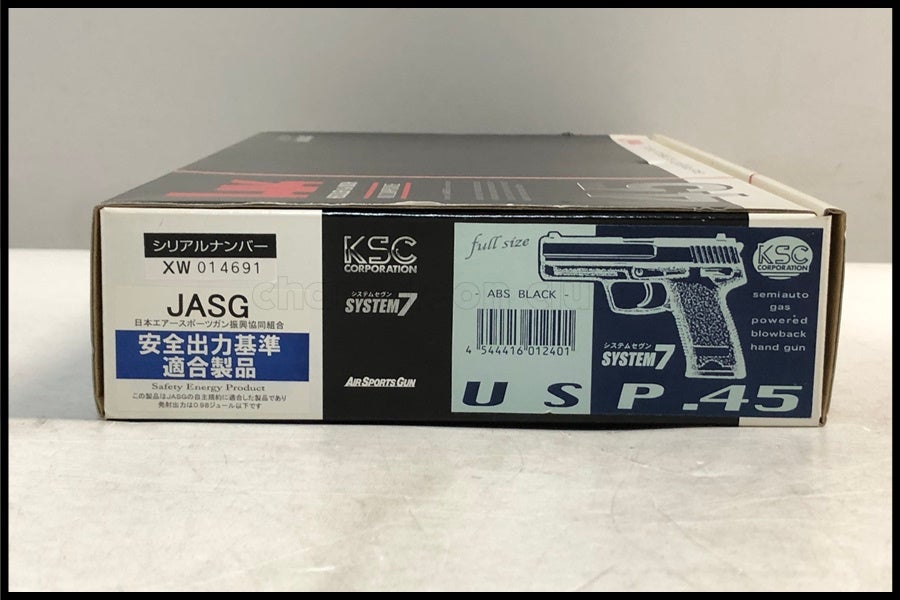 シリアルナンバー
XW 014691
JASG
日本エアースポーツガン振興協同組合
安全出力基準
適合製品
Safety Energy Product
この製品はJASGの自主規約に適合した製品であり
発射出力は0.98ジュール以下です
KSC
CORPORATION
システムセブン
SYSTEM7
AIRSPORTS GUN
full size
- ABS BLACK -
4 544416 012401
システムセブン
SYSTEM7
USP.45
KSC
CORPORATION
semiauto
gas
powered
blowback
hand gun